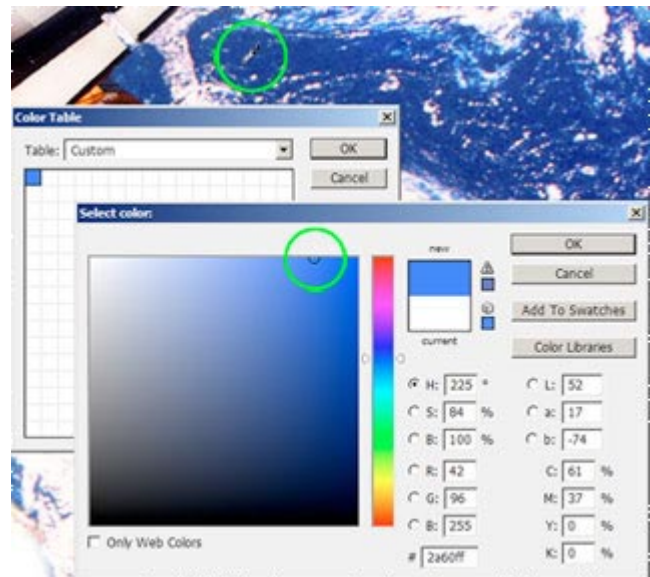 Color Table
Table: Custom
OK
Cancel
Select color:
new
current
OK
Cancel
Add To Swatches
Color Libraries
H: 225 °
S: 84 %
B: 100 %
R: 42
G: 96
B: 255
# 2a60ff
L: 52
a: 17
b: -74
C: 61 %
M: 37 %
Y: 0 %
K: 0 %
Only Web Colors